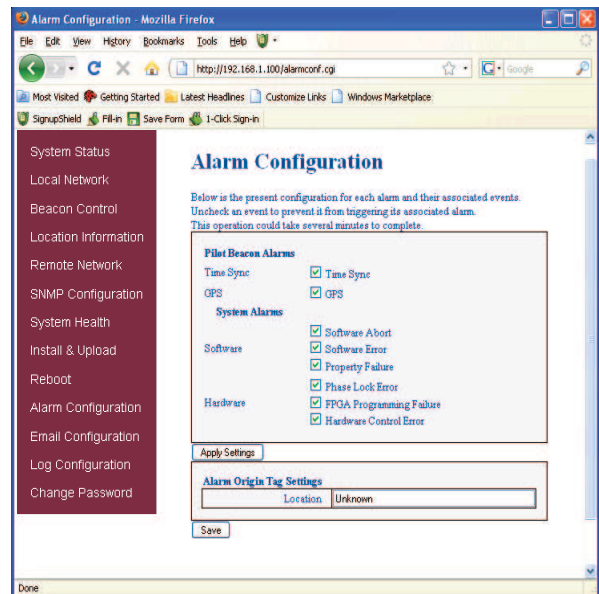 Alarm Configuration - Mozilla Firefox
File Edit View History Bookmarks Tools Help
http://192.168.1.100/alarmconf.cgi
Google
Most Visited Getting Started Latest Headlines Customize Links Windows Marketplace
SignupShield Fill-in Save Form 1-Click Sign-in
System Status
Local Network
Beacon Control
Location Information
Remote Network
SNMP Configuration
System Health
Install & Upload
Reboot
Alarm Configuration
Email Configuration
Log Configuration
Change Password
Alarm Configuration
Below is the present configuration for each alarm and their associated events.
Uncheck an event to prevent it from triggering its associated alarm.
This operation could take several minutes to complete.
Pilot Beacon Alarms
Time Sync Time Sync
GPS GPS
System Alarms
Software Abort
Software Software Error
Property Failure
Phase Lock Error
Hardware FPGA Programming Failure
Hardware Control Error
Apply Settings
Alarm Origin Tag Settings
Location Unknown
Save
Done